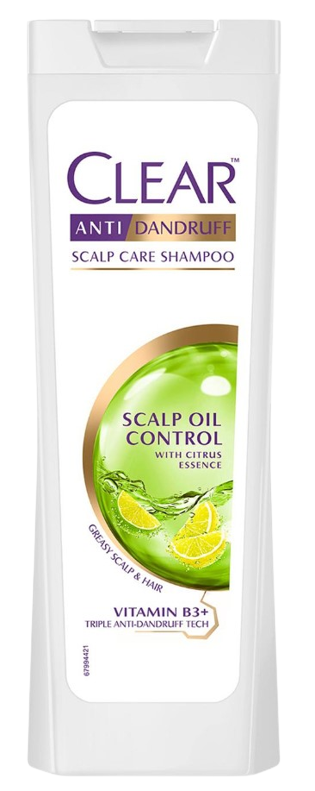 CLEAR™
ANTI DANDRUFF
SCALP CARE SHAMPOO
SCALP OIL
CONTROL
WITH CITRUS
ESSENCE
GREASY SCALP & HAIR
VITAMIN B3+
TRIPLE ANTI-DANDRUFF TECH
67994421